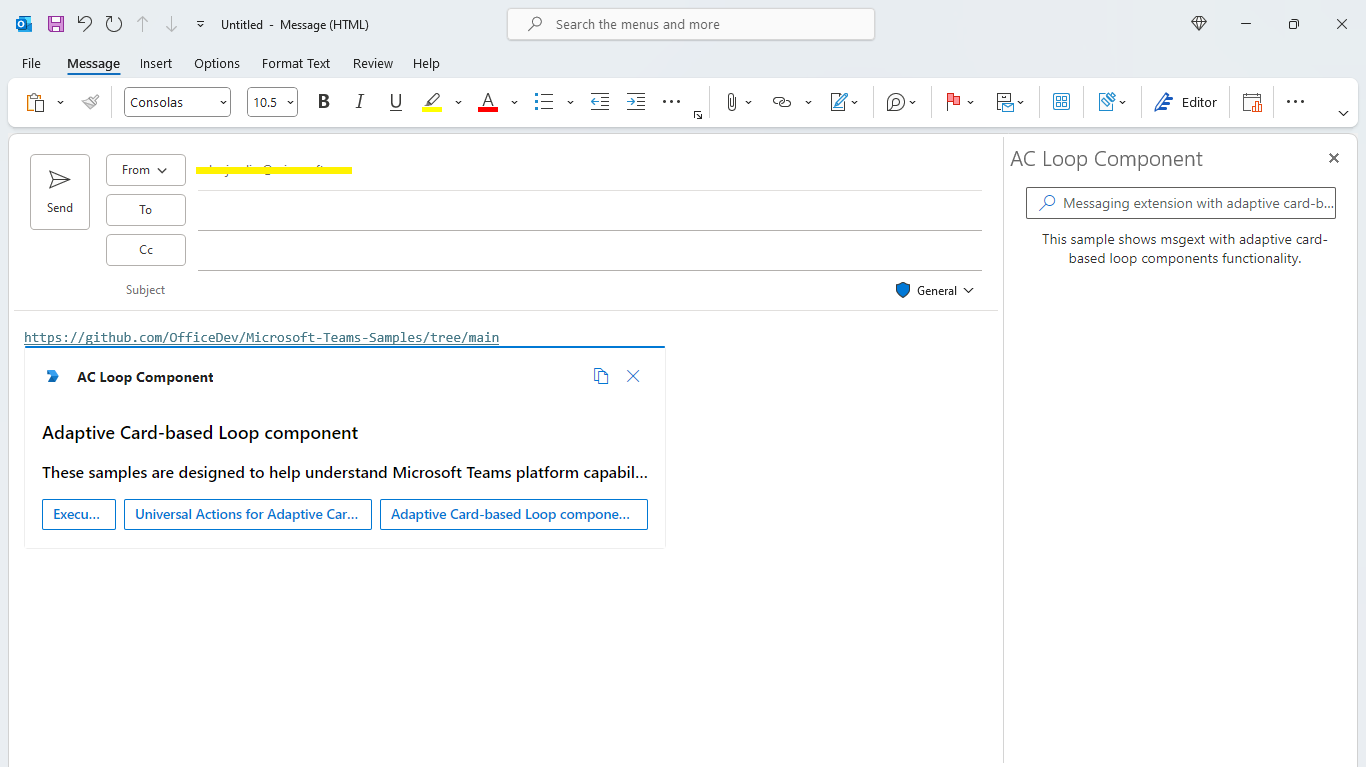 Untitled - Message (HTML)
Search the menus and more
File Message Insert Options Format Text Review Help
Consolas 10.5 B I U A Editor
AC Loop Component
From
Send
To
Messaging extension with adaptive card-b...
Cc
This sample shows msgext with adaptive card-
based loop components functionality.
Subject
General
https://github.com/OfficeDev/Microsoft-Teams-Samples/tree/main
AC Loop Component
Adaptive Card-based Loop component
These samples are designed to help understand Microsoft Teams platform capabil...
Execu... Universal Actions for Adaptive Car... Adaptive Card-based Loop compone...